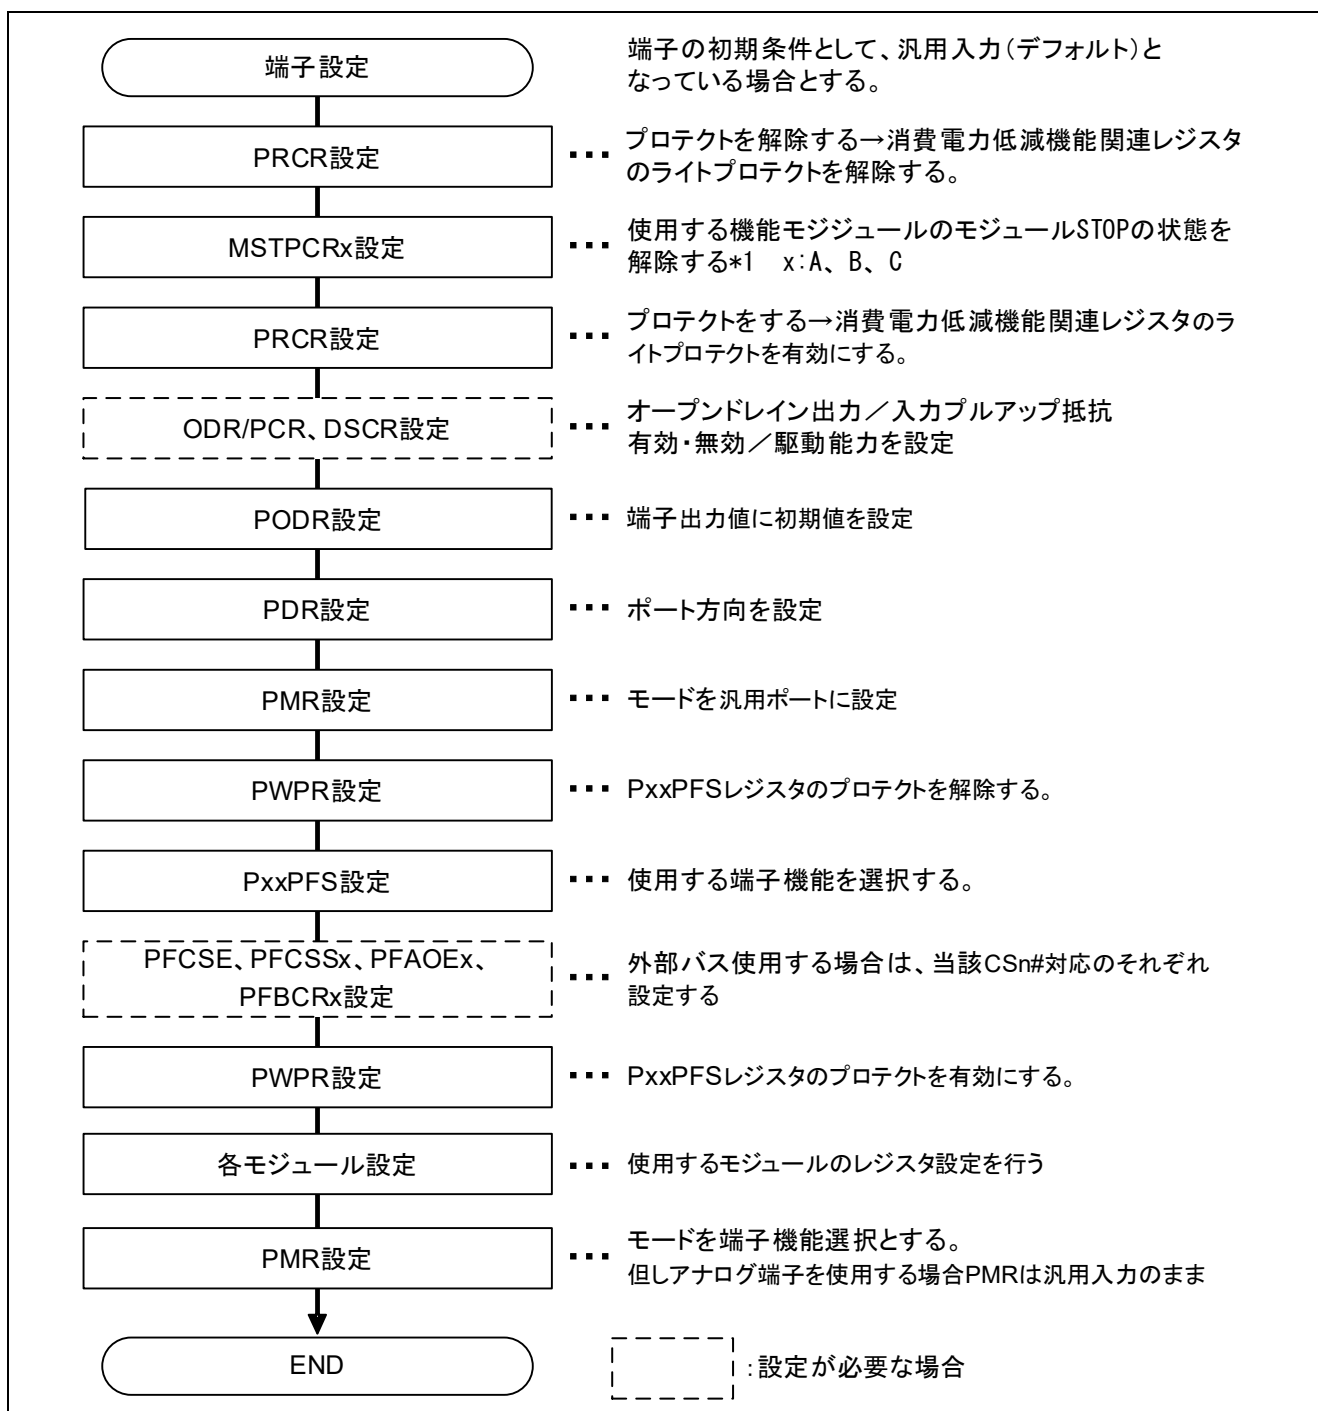 端子設定
端子の初期条件として、汎用入力（デフォルト）と
なっている場合とする。
PRCR設定
プロテクトを解除する→消費電力低減機能関連レジスタ
のライトプロテクトを解除する。
MSTPCRx設定
使用する機能モジジュールのモジュールSTOPの状態を
解除する*1　x：A、B、C
PRCR設定
プロテクトをする→消費電力低減機能関連レジスタのラ
イトプロテクトを有効にする。
ODR/PCR、DSCR設定
オープンドレイン出力／入力プルアップ抵抗
有効・無効／駆動能力を設定
PODR設定
端子出力値に初期値を設定
PDR設定
ポート方向を設定
PMR設定
モードを汎用ポートに設定
PWPR設定
PxxPFSレジスタのプロテクトを解除する。
PxxPFS設定
使用する端子機能を選択する。
PFCSE、PFCSSx、PFAOEx、
PFBCRx設定
外部バス使用する場合は、当該CSn#対応のそれぞれ
設定する
PWPR設定
PxxPFSレジスタのプロテクトを有効にする。
各モジュール設定
使用するモジュールのレジスタ設定を行う
PMR設定
モードを端子機能選択とする。
但しアナログ端子を使用する場合PMRは汎用入力のまま
END
：設定が必要な場合